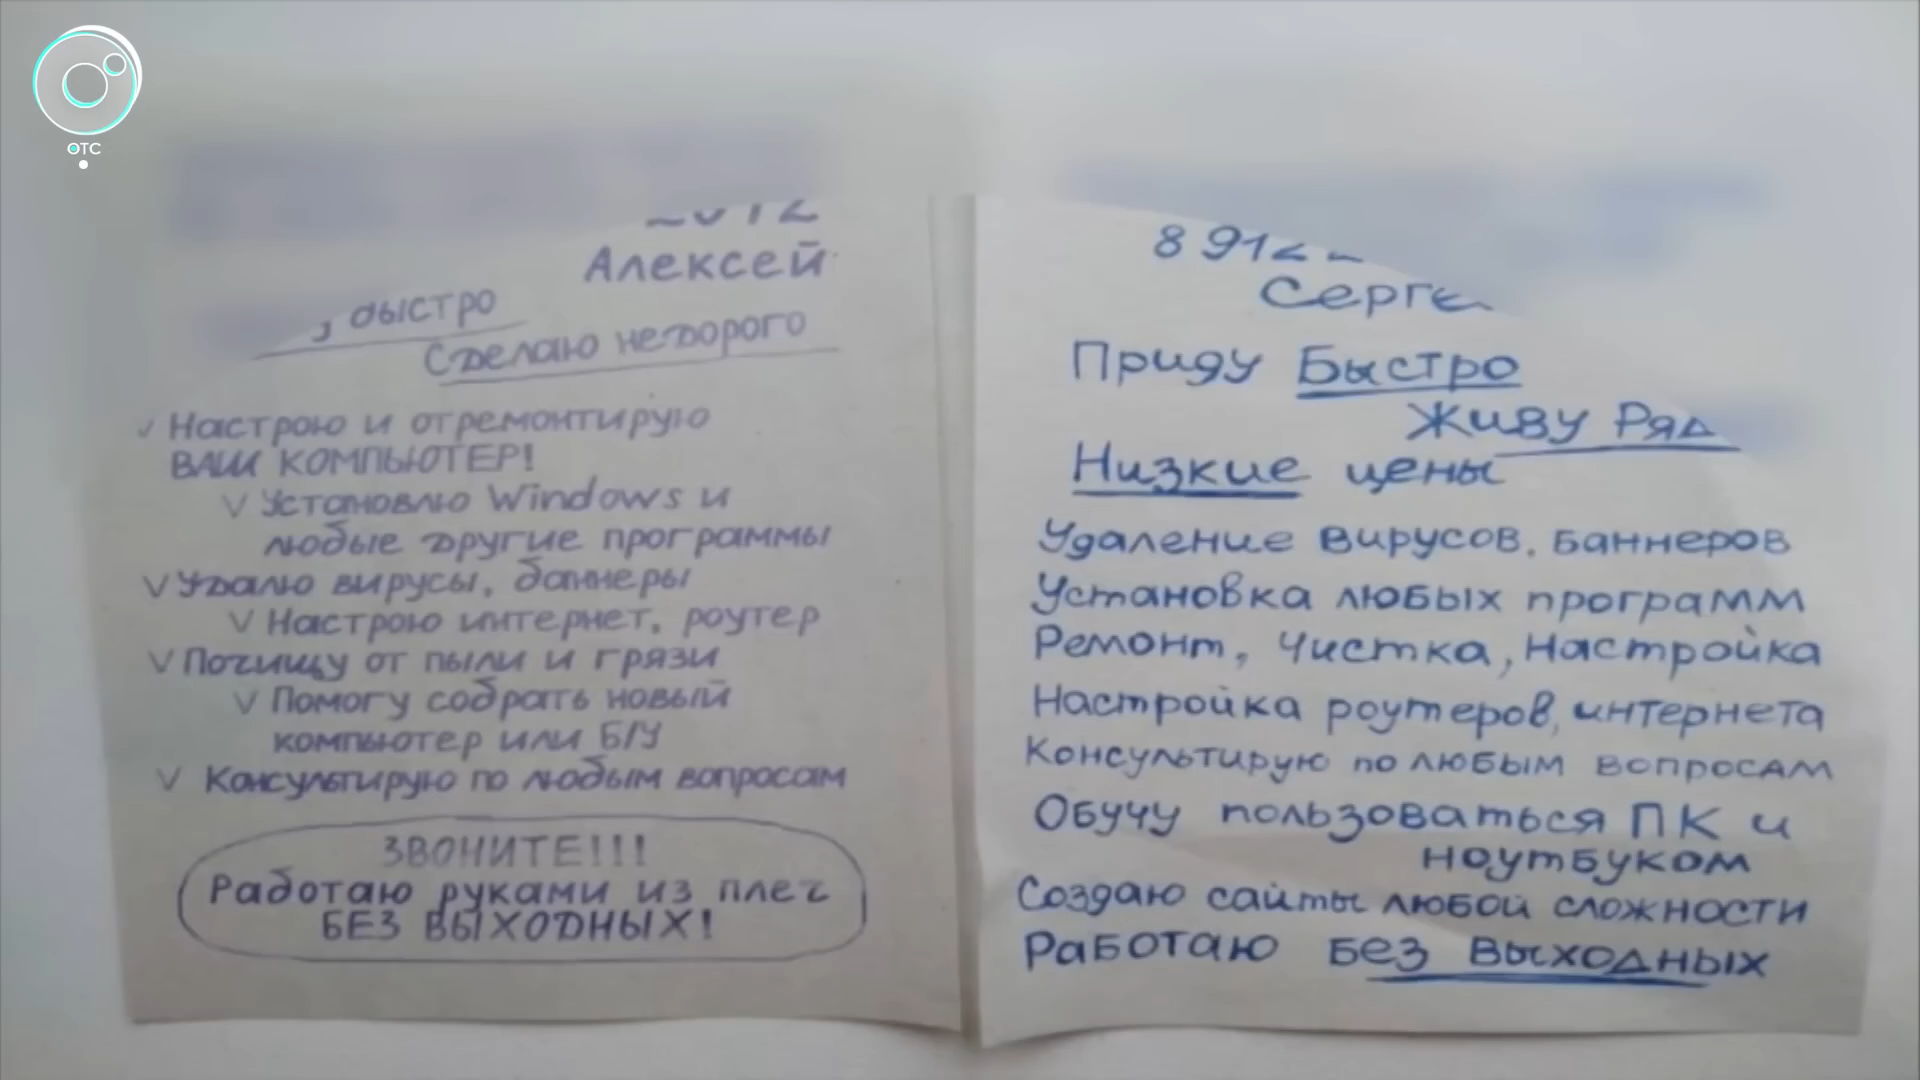 ОТС
Алексей
быстро
Сделаю недорого
Настрою и отремонтирую
ВАШ КОМПЬЮТЕР!
V Установлю Windows и
любые другие программы
V Удалю вирусы, баннеры
V Настрою интернет, роутер
V Почищу от пыли и грязи
V Помогу собрать новый
компьютер или Б/У
V Консультирую по любым вопросам
ЗВОНИТЕ!!!
Работаю руками из плеч
БЕЗ ВЫХОДНЫХ!
8 912
Приду Быстро
Живу
Низкие цены
Удаление вирусов, баннеров
Установка любых программ
Ремонт, Чистка, Настройка
Настройка роутеров, интернета
Консультирую по любым вопросам
Обучу пользоваться ПК и
ноутбуком
Создаю сайты любой сложности
Работаю без выходных